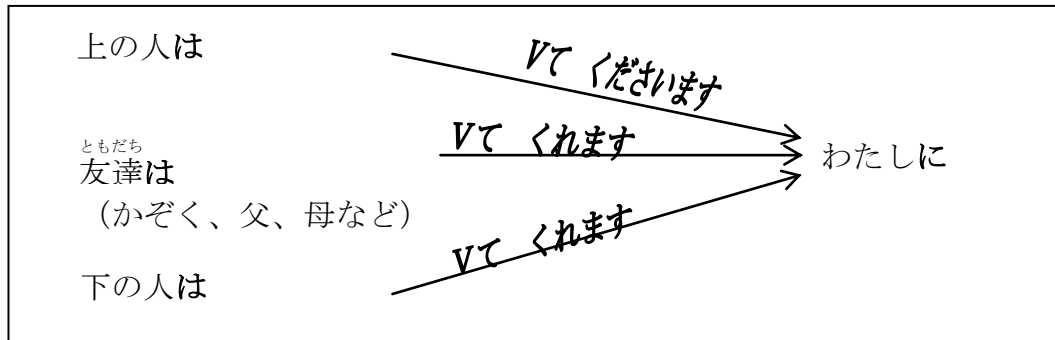 上の人は
Vて くださいます
ともだち
友達は
Vて くれます
わたしに
（かぞく、父、母など）
Vて くれます
下の人は